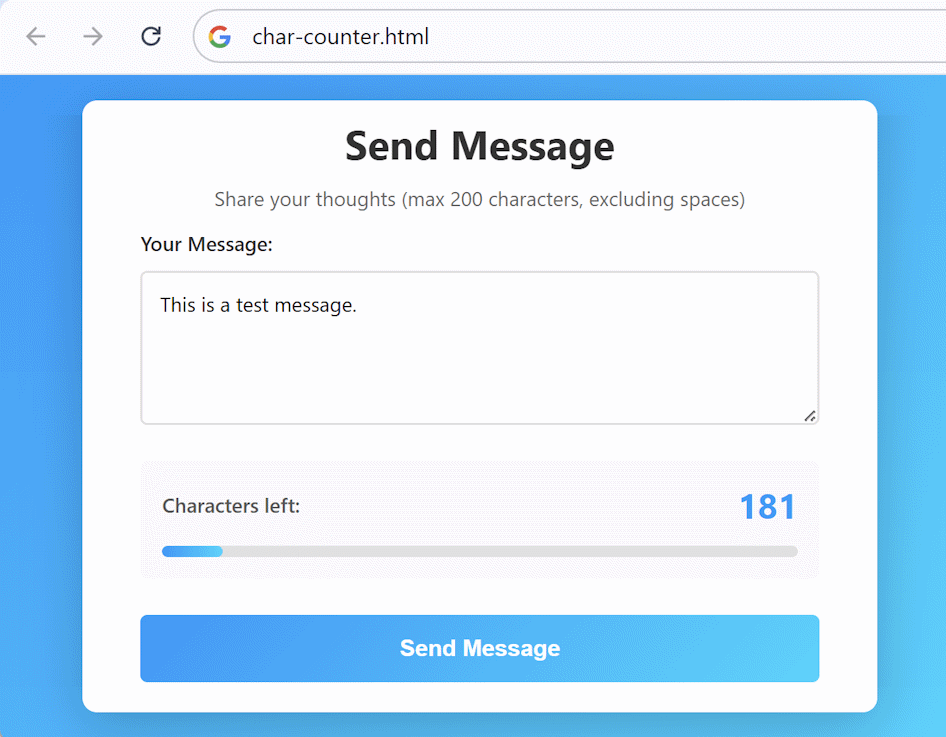 char-counter.html
Send Message
Share your thoughts (max 200 characters, excluding spaces)
Your Message:
This is a test message.
Characters left:
181
Send Message